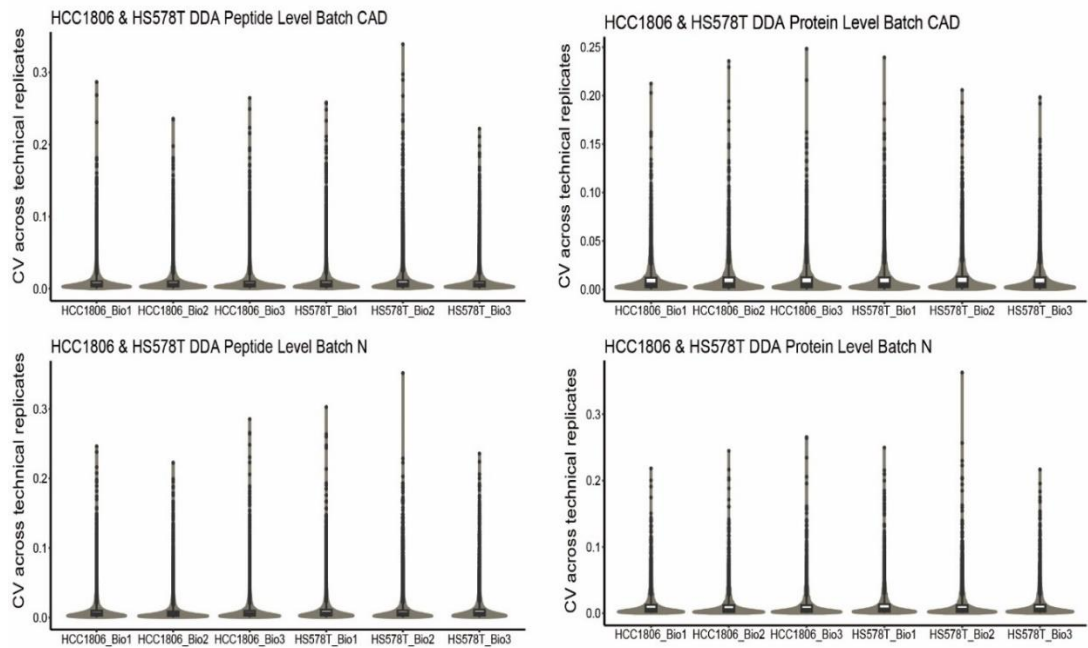 HCC1806 & HS578T DDA Peptide Level Batch CAD
CV across technical replicates
0.3
0.2
0.1
0.0
HCC1806_Bio1 HCC1806_Bio2 HCC1806_Bio3 HS578T_Bio1 HS578T_Bio2 HS578T_Bio3
HCC1806 & HS578T DDA Protein Level Batch CAD
CV across technical replicates
0.25
0.20
0.15
0.10
0.05
0.00
HCC1806_Bio1 HCC1806_Bio2 HCC1806_Bio3 HS578T_Bio1 HS578T_Bio2 HS578T_Bio3
HCC1806 & HS578T DDA Peptide Level Batch N
CV across technical replicates
0.3
0.2
0.1
0.0
HCC1806_Bio1 HCC1806_Bio2 HCC1806_Bio3 HS578T_Bio1 HS578T_Bio2 HS578T_Bio3
HCC1806 & HS578T DDA Protein Level Batch N
CV across technical replicates
0.3
0.2
0.1
0.0
HCC1806_Bio1 HCC1806_Bio2 HCC1806_Bio3 HS578T_Bio1 HS578T_Bio2 HS578T_Bio3